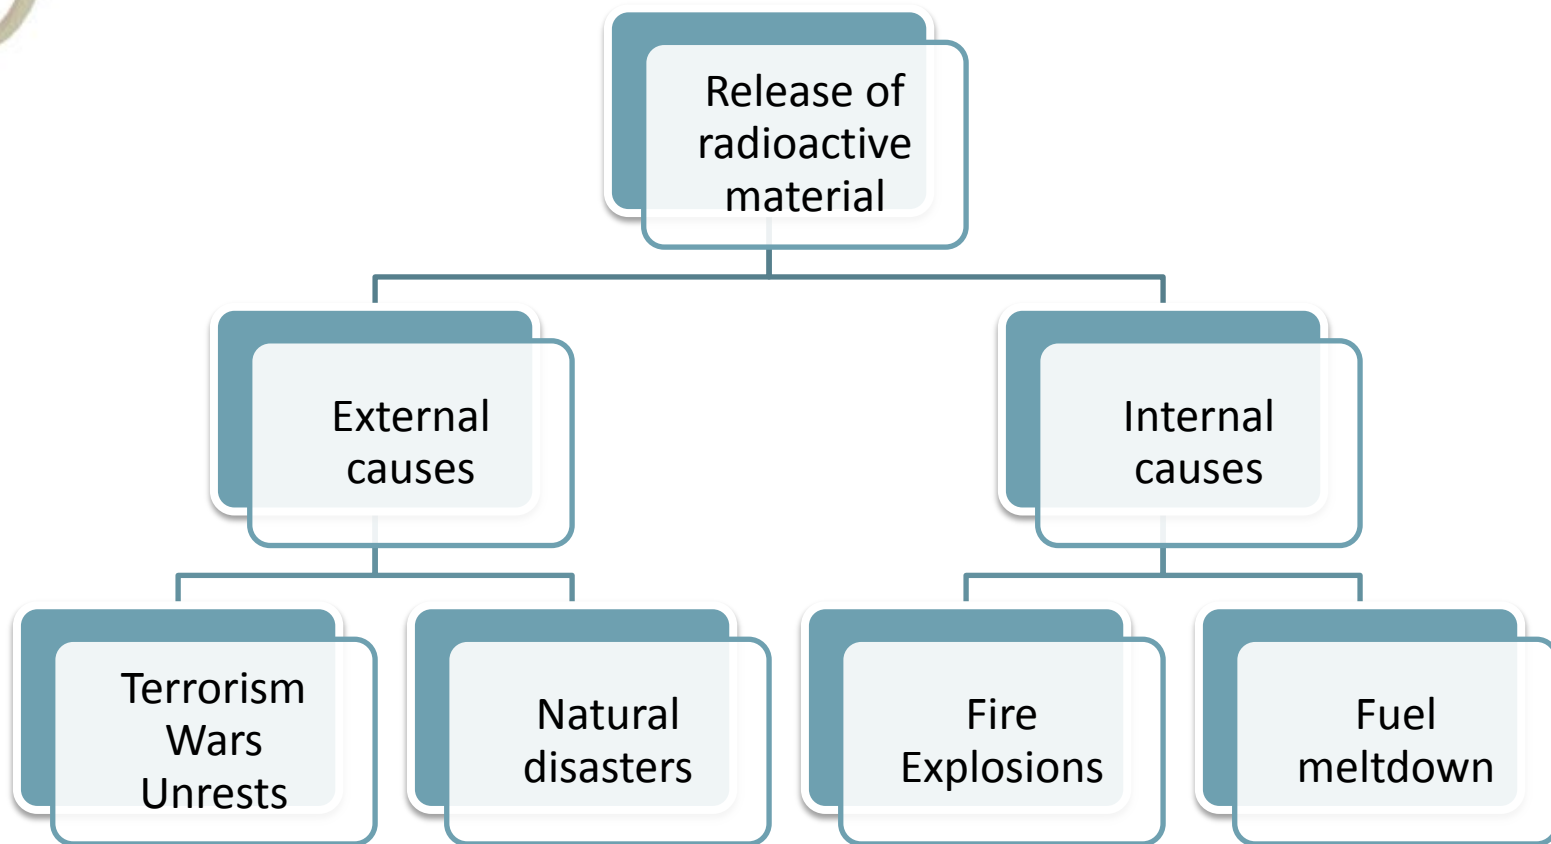 Release of
radioactive
material
External
causes
Internal
causes
Terrorism
Wars
Unrests
Natural
disasters
Fire
Explosions
Fuel
meltdown